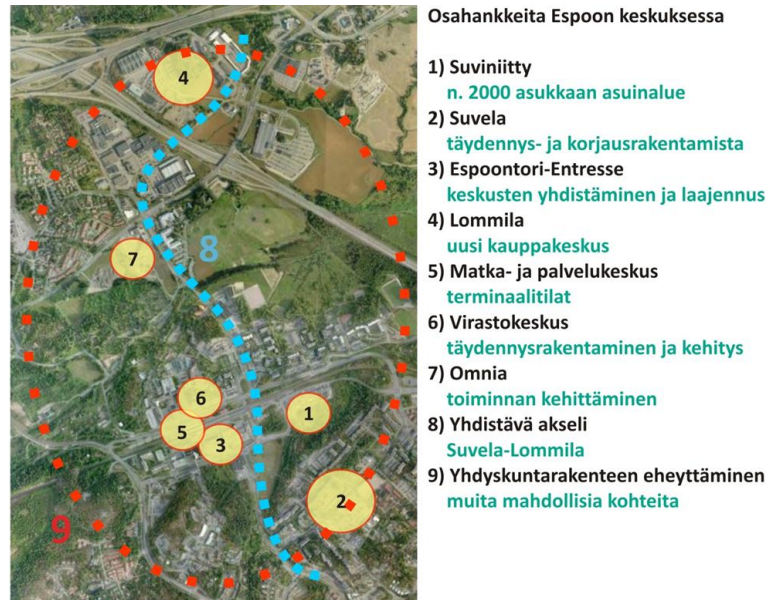 Osahankkeita Espoon keskuksessa
1) Suviniitty
n. 2000 asukkaan asuinalue
2) Suvela
täydennys- ja korjausrakentamista
3) Espoontori-Entresse
keskusten yhdistäminen ja laajennus
4) Lommila
uusi kauppakeskus
5) Matka- ja palvelukeskus
terminaalitilat
6) Virastokeskus
täydennysrakentaminen ja kehitys
7) Omnia
toiminnan kehittäminen
8) Yhdistävä akseli
Suvela-Lommila
9) Yhdyskuntarakenteen eheyttäminen
muita mahdollisia kohteita
4
8
7
6
1
5
3
2
9